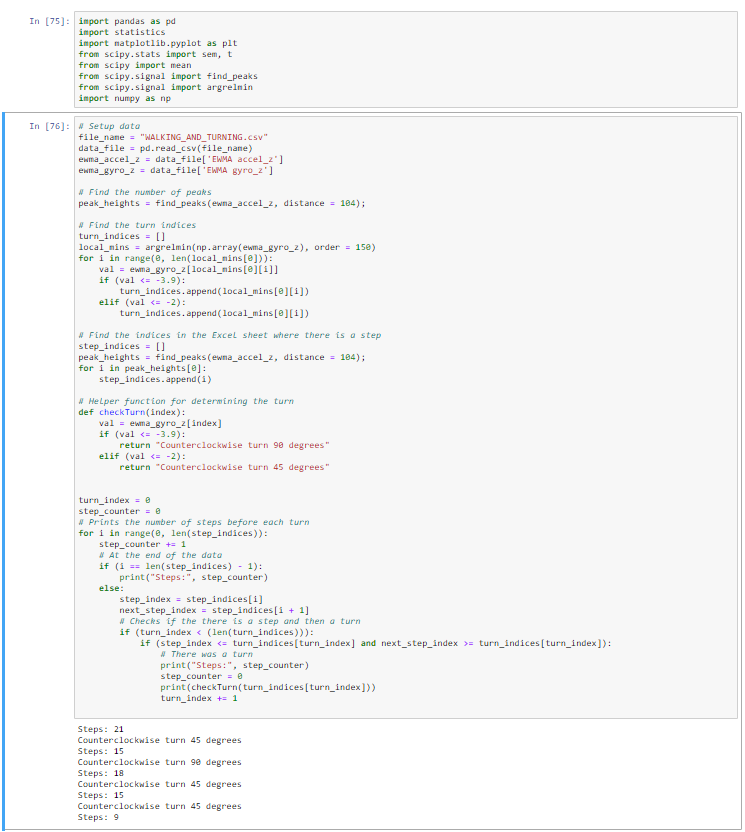 In [75]: import pandas as pd
import statistics
import matplotlib.pyplot as plt
from scipy.stats import sem, t
from scipy import mean
from scipy.signal import find_peaks
from scipy.signal import argrelmin
import numpy as np
In [76]: # Setup data
file_name = "WALKING_AND_TURNING.csv"
data_file = pd.read_csv(file_name)
ewma_accel_z = data_file['EWMA accel_z']
ewma_gyro_z = data_file['EWMA gyro_z']

# Find the number of peaks
peak_heights = find_peaks(ewma_accel_z, distance = 104);

# Find the turn indices
turn_indices = []
local_mins = argrelmin(np.array(ewma_gyro_z), order = 150)
for i in range(0, len(local_mins[0])):
    val = ewma_gyro_z[local_mins[0][i]]
    if (val <= -3.9):
        turn_indices.append(local_mins[0][i])
    elif (val <= -2):
        turn_indices.append(local_mins[0][i])

# Find the indices in the Excel sheet where there is a step
step_indices = []
peak_heights = find_peaks(ewma_accel_z, distance = 104);
for i in peak_heights[0]:
    step_indices.append(i)

# Helper function for determining the turn
def checkTurn(index):
    val = ewma_gyro_z[index]
    if (val <= -3.9):
        return "Counterclockwise turn 90 degrees"
    elif (val <= -2):
        return "Counterclockwise turn 45 degrees"

turn_index = 0
step_counter = 0
# Prints the number of steps before each turn
for i in range(0, len(step_indices)):
    step_counter += 1
    # At the end of the data
    if (i == len(step_indices) - 1):
        print("Steps:", step_counter)
    else:
        step_index = step_indices[i]
        next_step_index = step_indices[i + 1]
        # Checks if the there is a step and then a turn
        if (turn_index < (len(turn_indices))):
            if (step_index <= turn_indices[turn_index] and next_step_index >= turn_indices[turn_index]):
                # There was a turn
                print("Steps:", step_counter)
                step_counter = 0
                print(checkTurn(turn_indices[turn_index]))
                turn_index += 1

Steps: 21
Counterclockwise turn 45 degrees
Steps: 15
Counterclockwise turn 90 degrees
Steps: 18
Counterclockwise turn 45 degrees
Steps: 15
Counterclockwise turn 45 degrees
Steps: 9